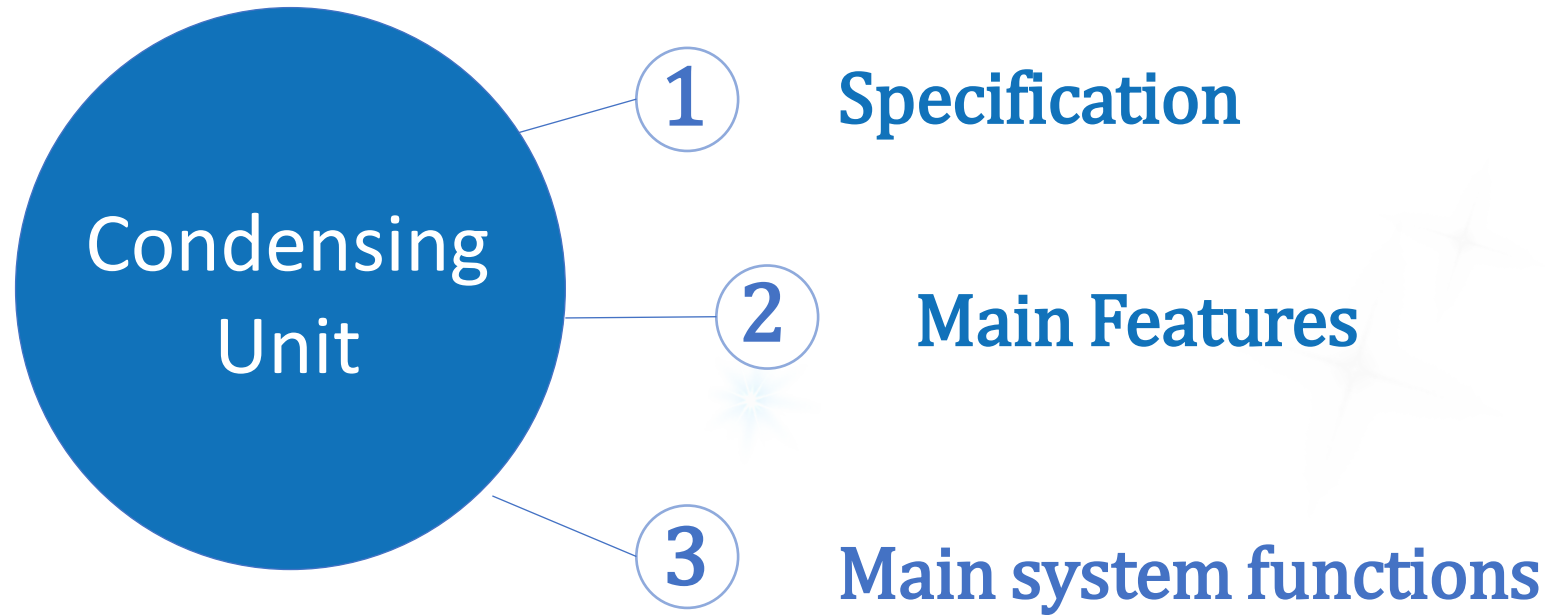 Condensing
Unit
1 Specification
2 Main Features
3 Main system functions